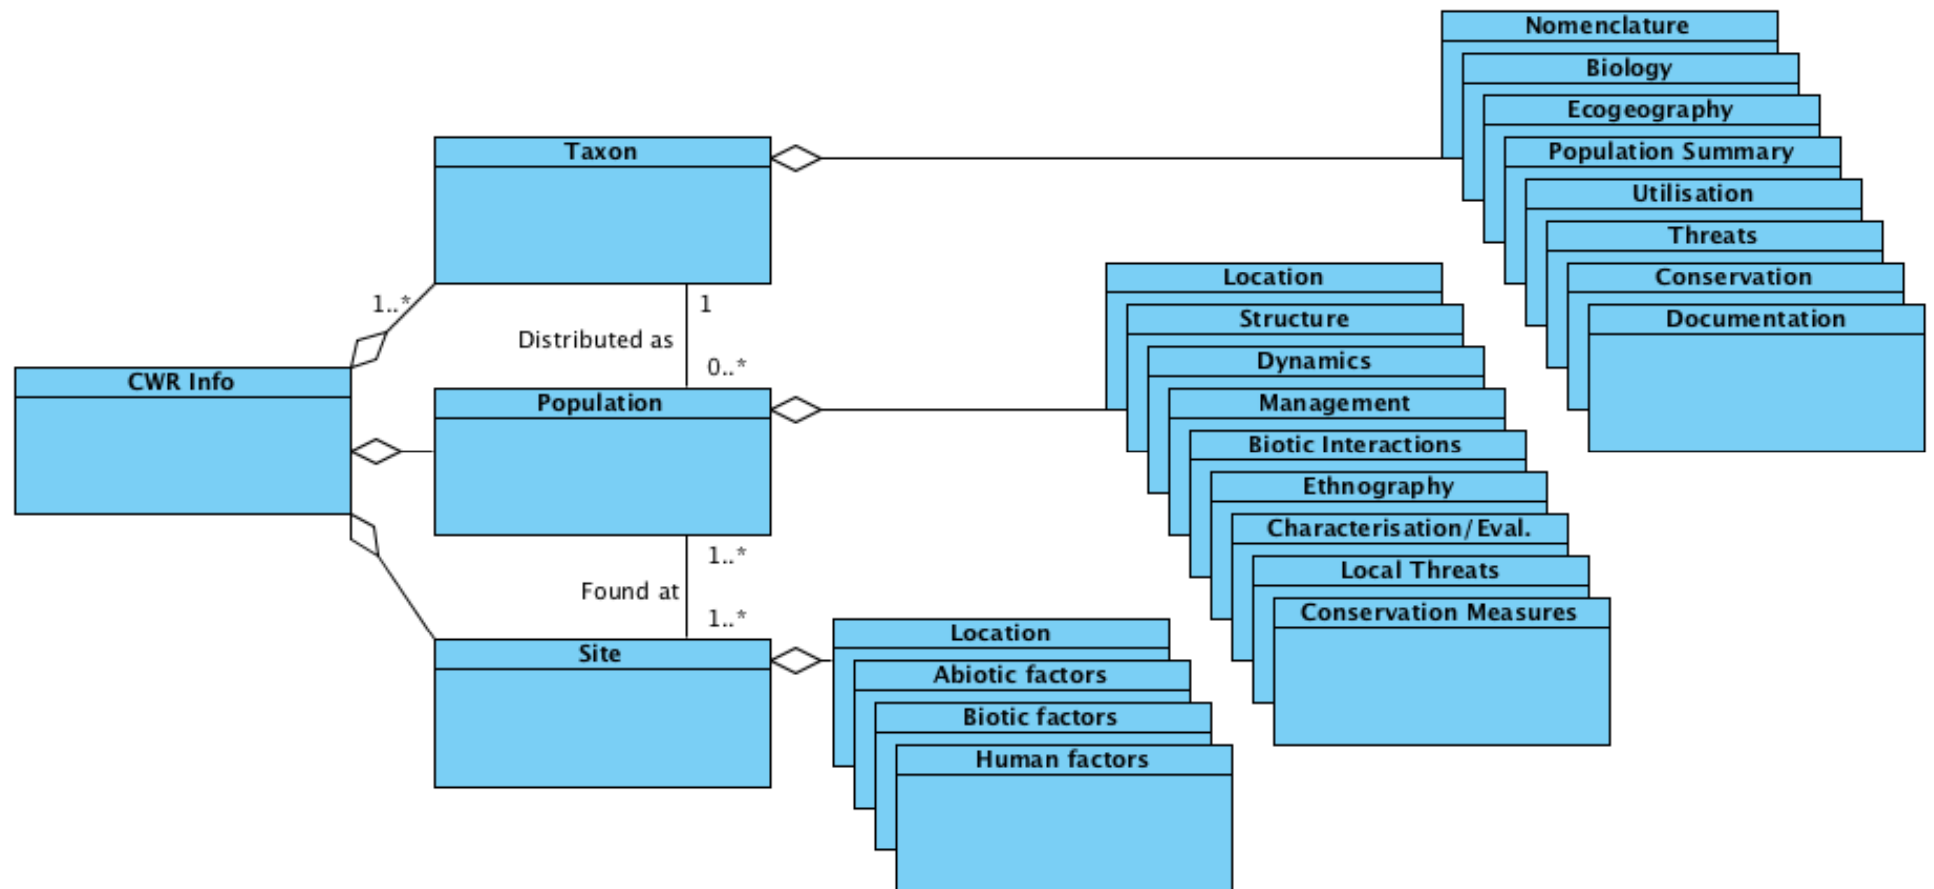 Nomenclature
Biology
Ecogeography
Population Summary
Utilisation
Threats
Conservation
Documentation
Taxon
1..*
1
Distributed as
0..*
CWR Info
Population
Location
Structure
Dynamics
Management
Biotic Interactions
Ethnography
Characterisation/Eval.
Local Threats
Conservation Measures
1..*
Found at
1..*
Site
Location
Abiotic factors
Biotic factors
Human factors